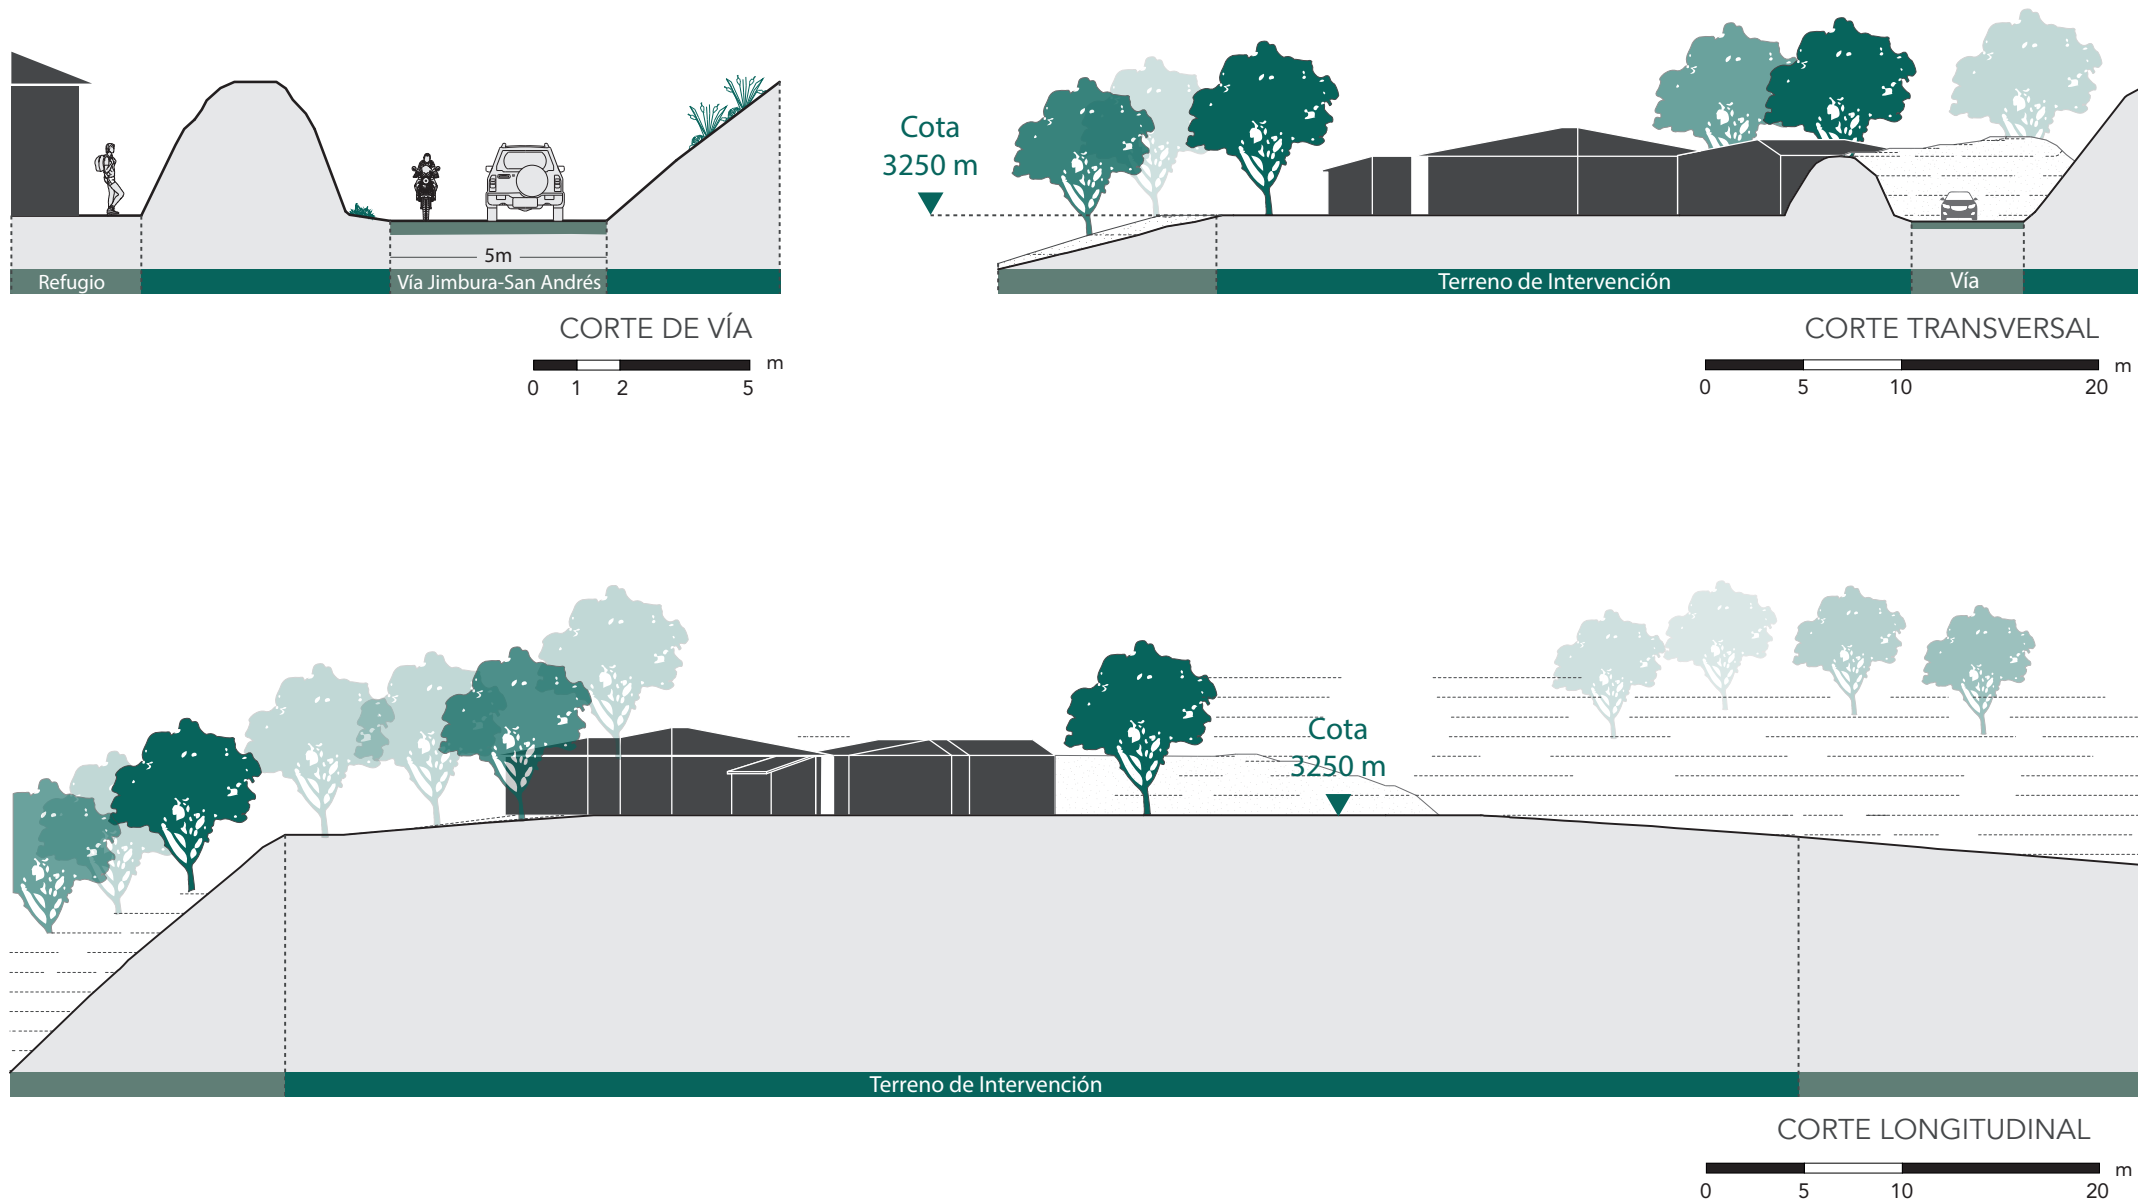 Cota
3250 m
5m
Refugio
Vía Jimbura-San Andrés
Terreno de Intervención
Vía
CORTE DE VÍA
m
0 1 2 5
CORTE TRANSVERSAL
m
0 5 10 20
Cota
3250 m
Terreno de Intervención
CORTE LONGITUDINAL
m
0 5 10 20